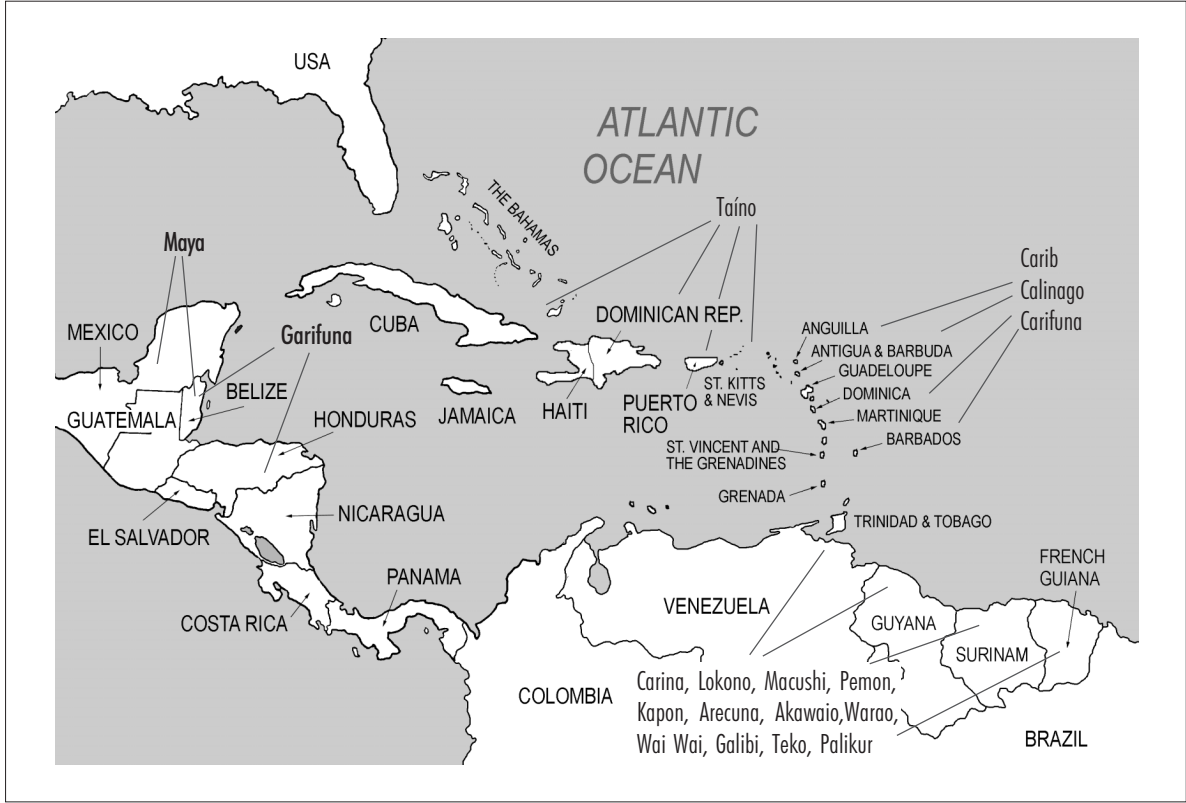 USA
ATLANTIC
OCEAN
THE BAHAMAS
Taíno
Maya
Carib
Calinago
Carifuna
MEXICO
Garifuna
CUBA
DOMINICAN REP.
ANGUILLA
ANTIGUA & BARBUDA
GUADELOUPE
BELIZE
ST. KITTS
& NEVIS
DOMINICA
GUATEMALA
HONDURAS
JAMAICA
HAITI
PUERTO
RICO
MARTINIQUE
BARBADOS
ST. VINCENT AND
THE GRENADINES
GRENADA
EL SALVADOR
NICARAGUA
TRINIDAD & TOBAGO
FRENCH
GUIANA
PANAMA
COSTA RICA
VENEZUELA
GUYANA
SURINAM
COLOMBIA
Carina, Lokono, Macushi, Pemon,
Kapon, Arecuna, Akawaio,Warao,
Wai Wai, Galibi, Teko, Palikur
BRAZIL